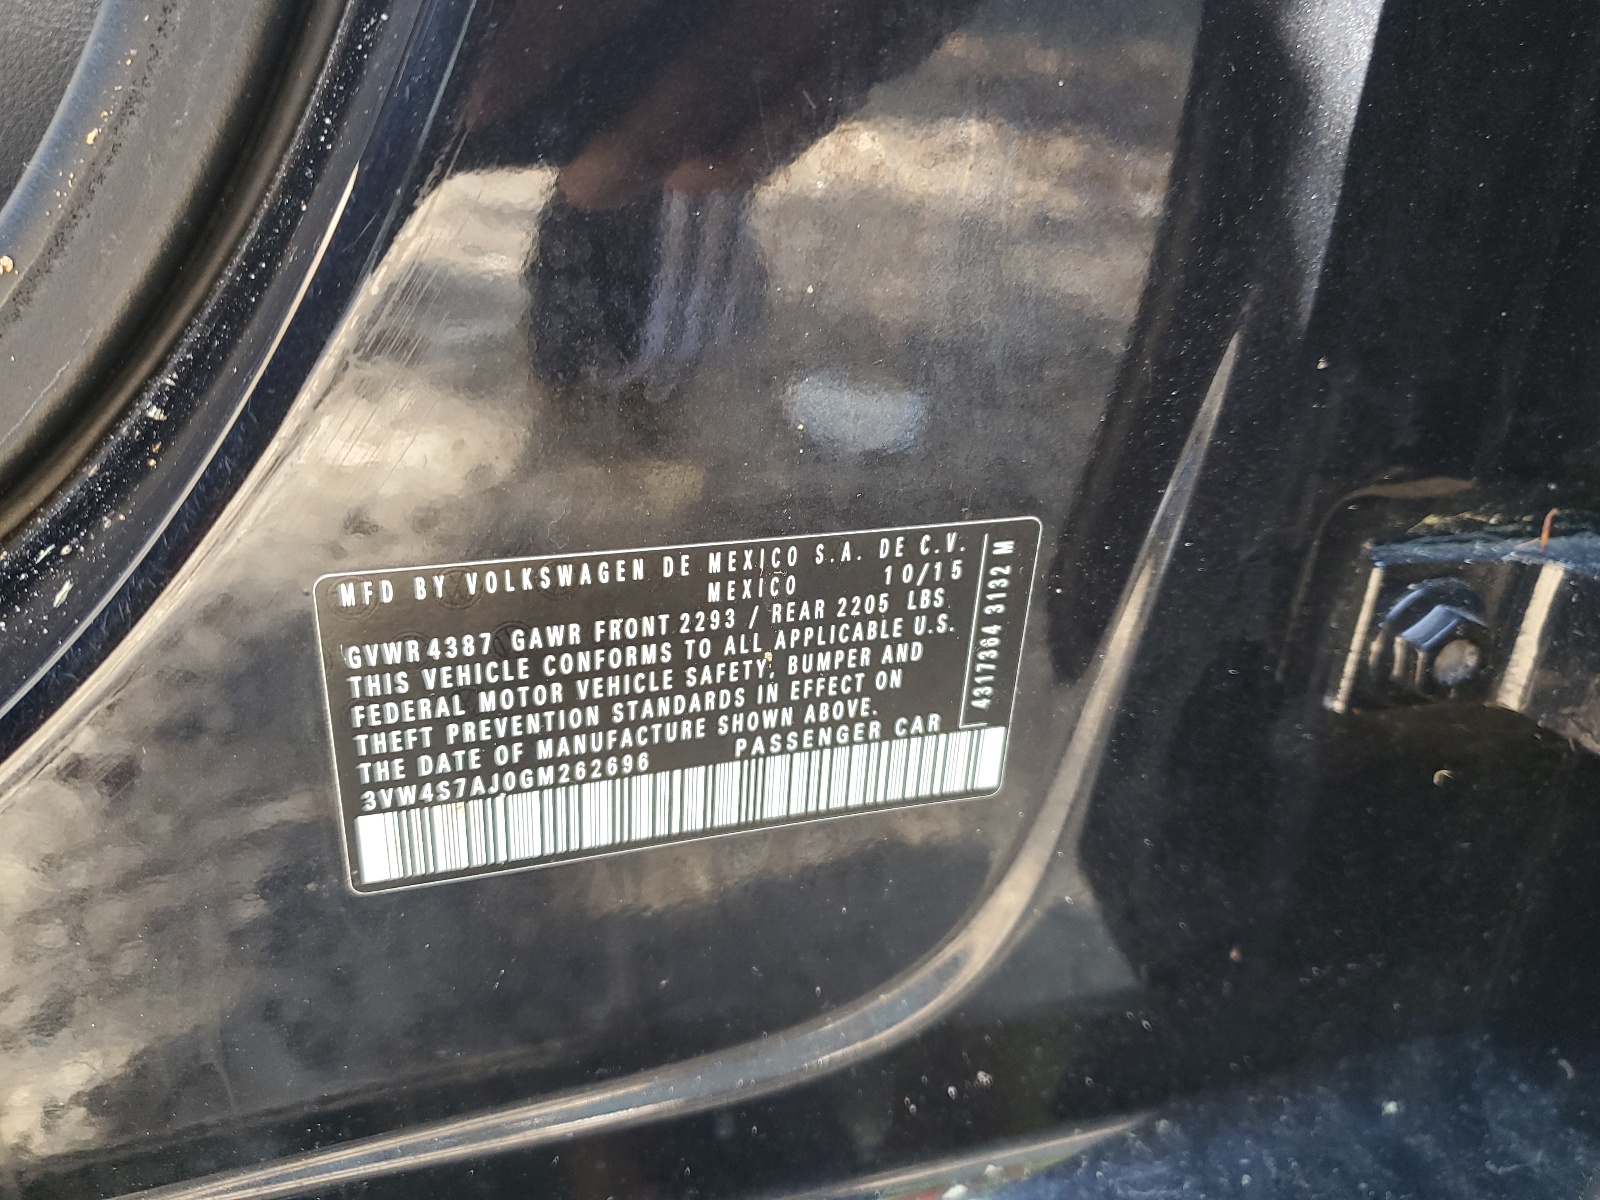 MFD BY VOLKSWAGEN DE MEXICO S.A. DE C.V.
MEXICO 10/15
GVWR 4387 GAWR FRONT 2293 / REAR 2205 LBS
THIS VEHICLE CONFORMS TO ALL APPLICABLE U.S.
FEDERAL MOTOR VEHICLE SAFETY, BUMPER AND
THEFT PREVENTION STANDARDS IN EFFECT ON
THE DATE OF MANUFACTURE SHOWN ABOVE.
3VW4S7AJ0GM262696 PASSENGER CAR
4317364 3132 M